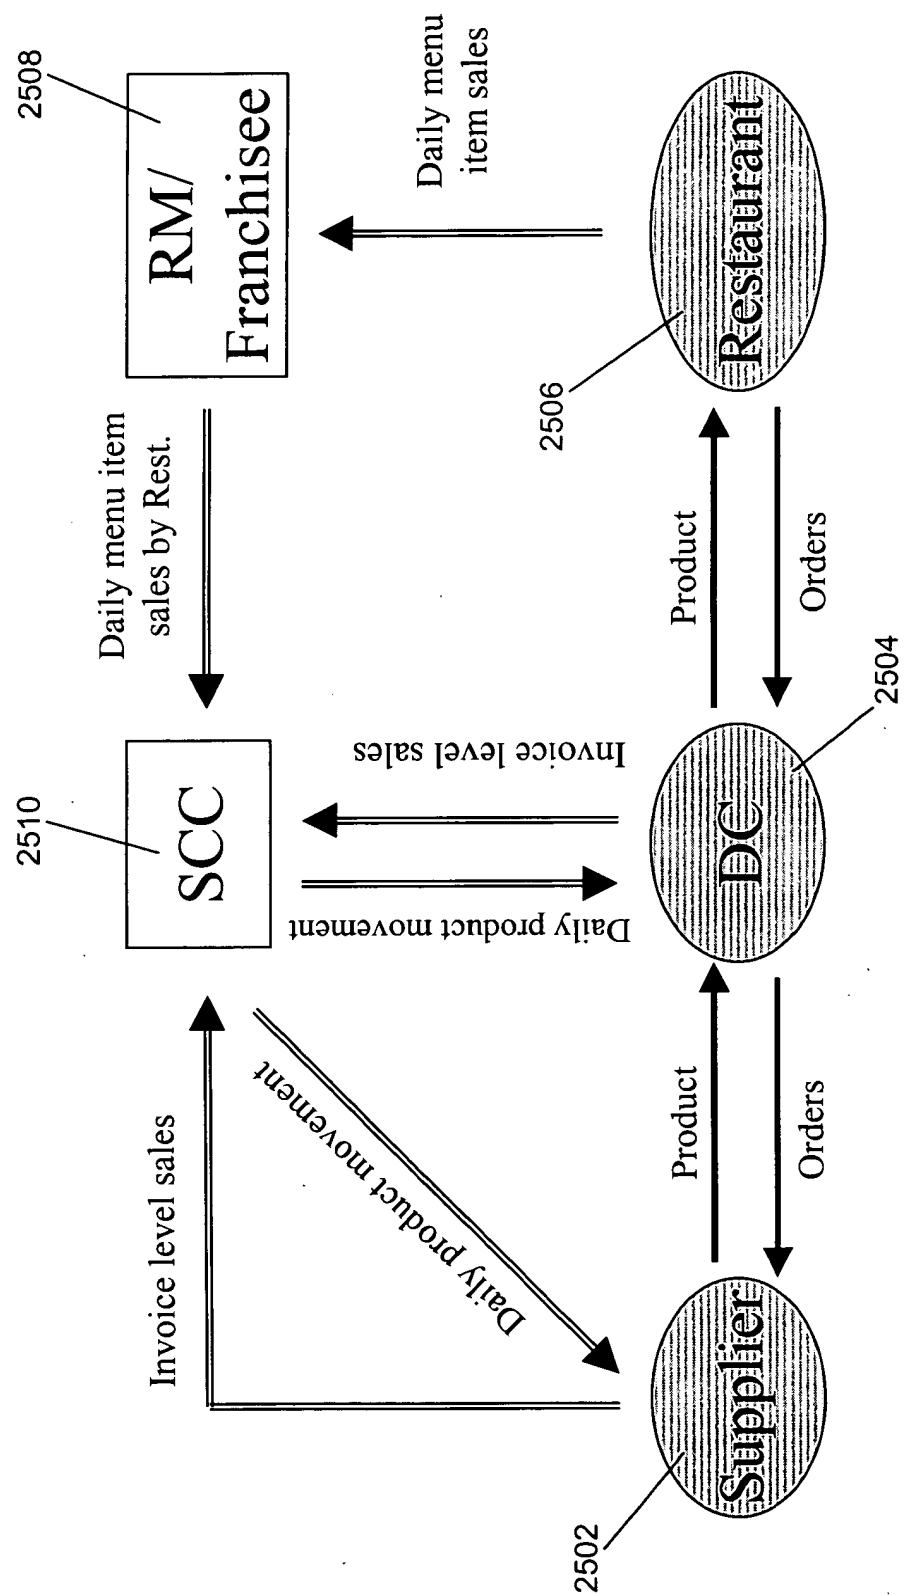 2510
SCC
Daily menu item
sales by Rest.
2508
RM/
Franchisee
Invoice level sales
Daily product movement
Daily product movement
Invoice level sales
Daily menu
item sales
2502
Supplier
Product
Orders
DC
2504
Product
Orders
2506
Restaurant